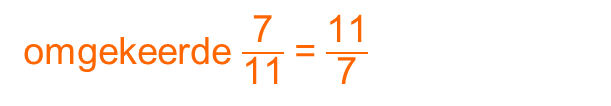 omgekeerde 7/11 = 11/7